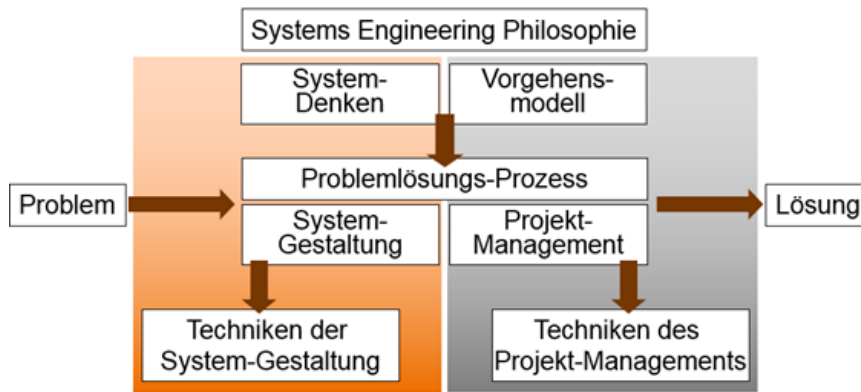 Systems Engineering Philosophie
System-
Denken
Vorgehens-
modell
Problem
Problemlösungs-Prozess
Lösung
System-
Gestaltung
Projekt-
Management
Techniken der
System-Gestaltung
Techniken des
Projekt-Managements